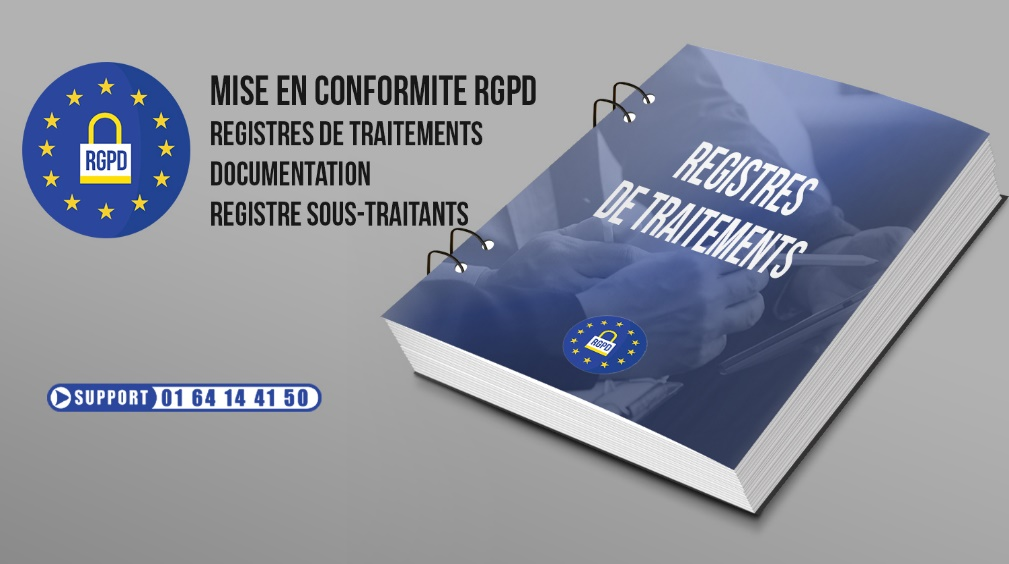 RGPD
MISE EN CONFORMITE RGPD
REGISTRES DE TRAITEMENTS
DOCUMENTATION
REGISTRE SOUS-TRAITANTS
SUPPORT 01 64 14 41 50
REGISTRES
DE TRAITEMENTS
RGPD